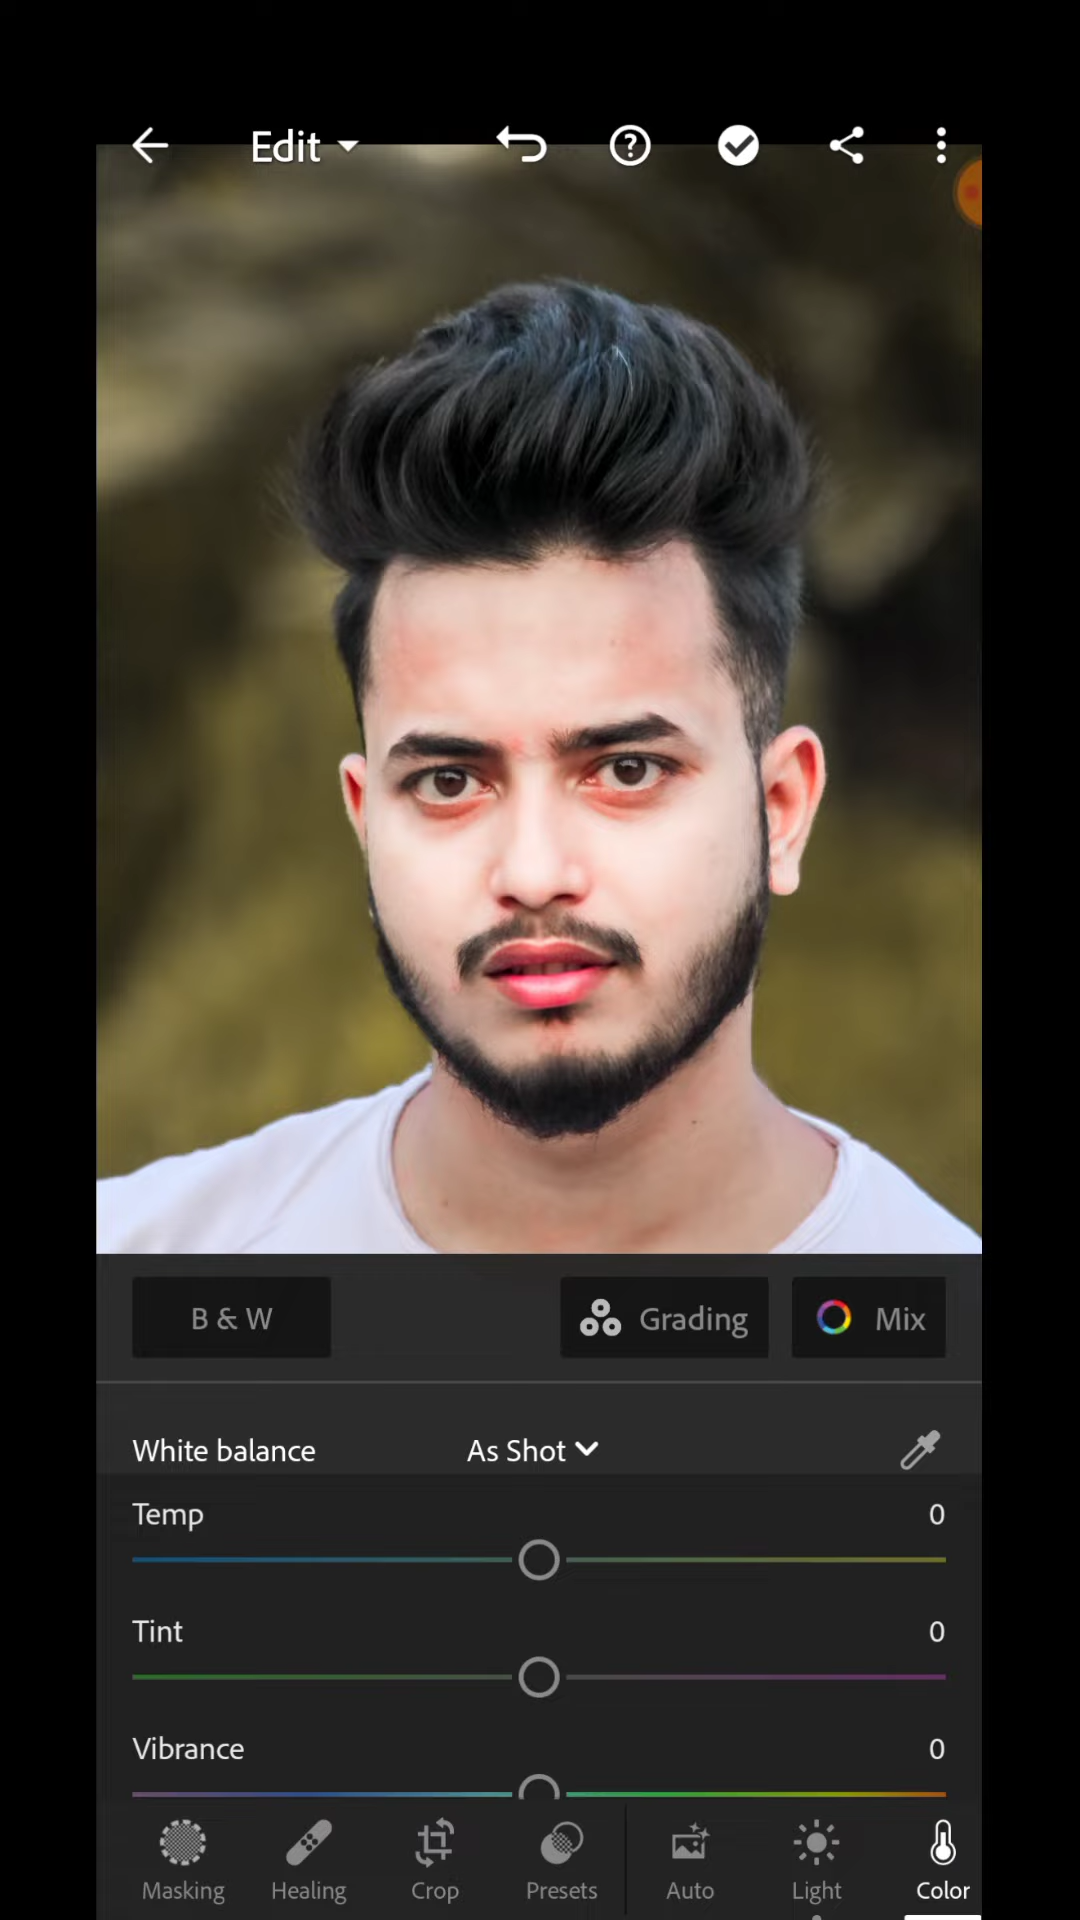 Edit
B & W
Grading
Mix
White balance
As Shot
Temp
0
Tint
0
Vibrance
0
Masking
Healing
Crop
Presets
Auto
Light
Color